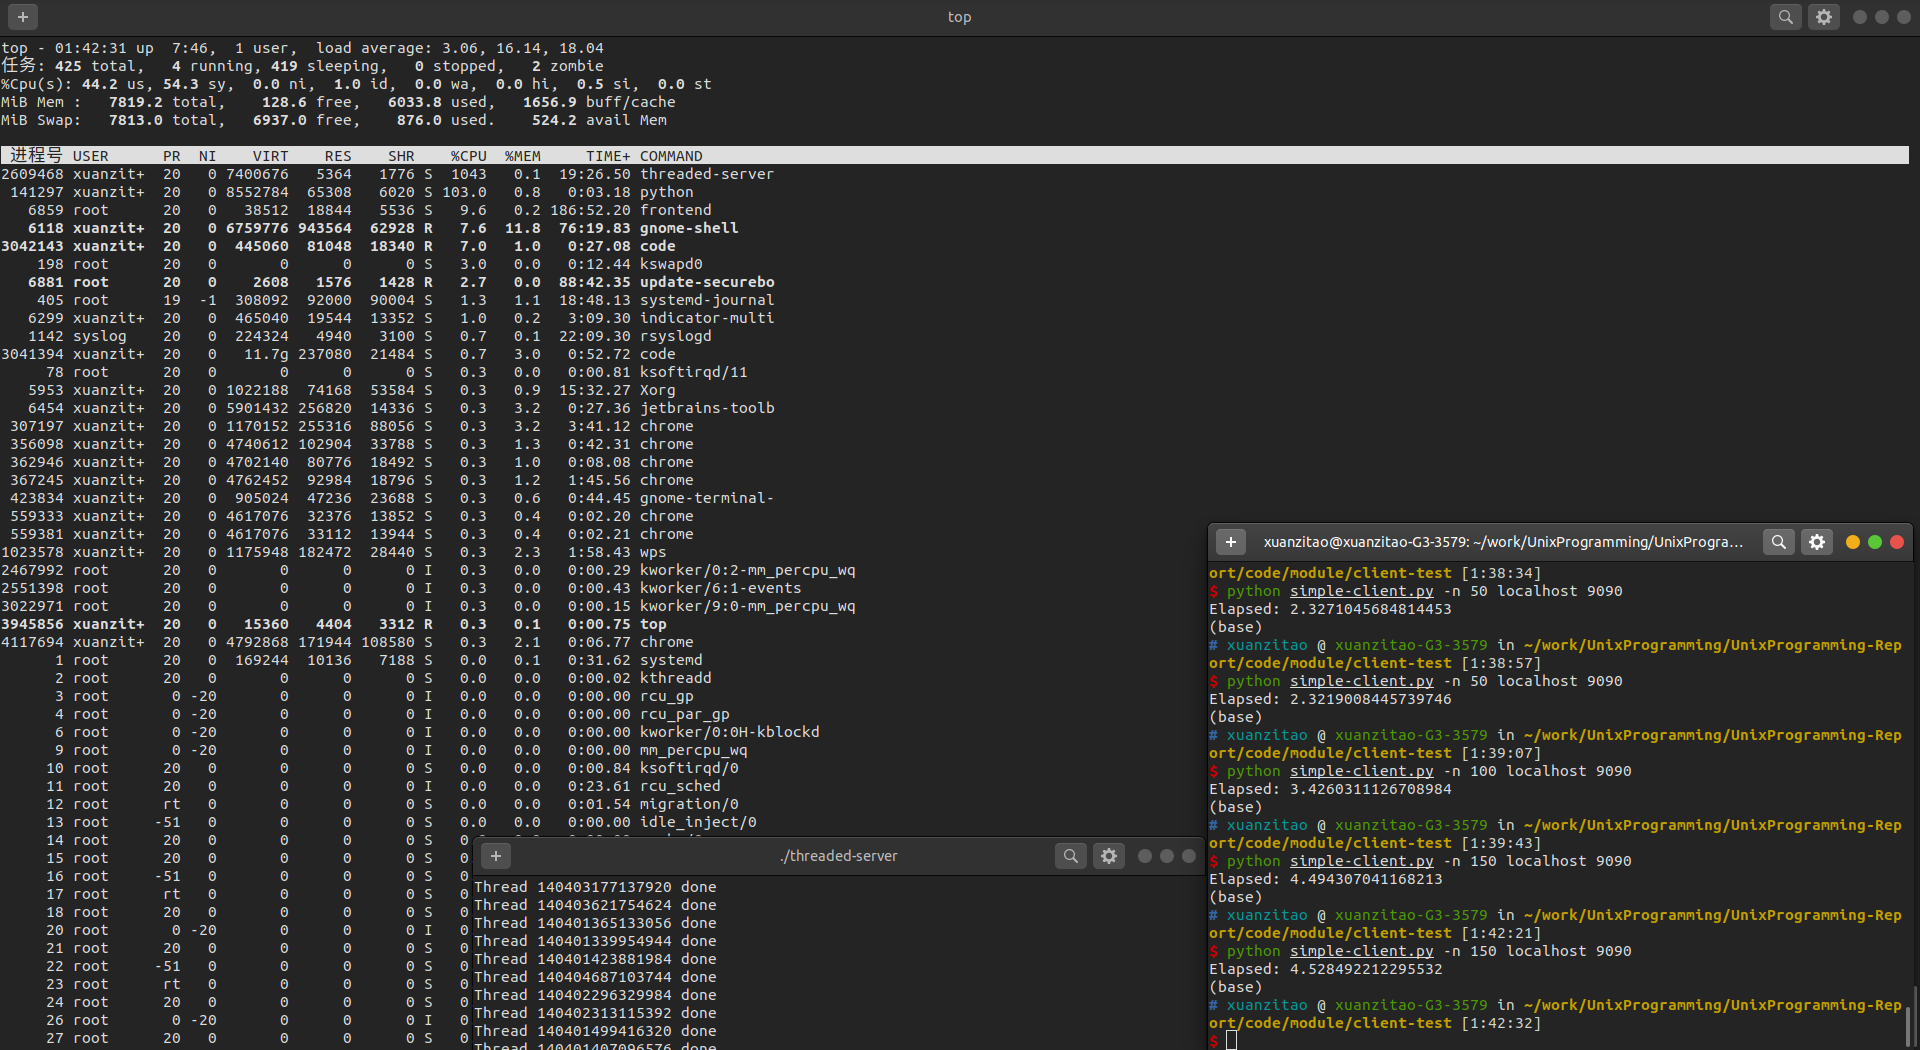 top
top - 01:42:31 up  7:46,  1 user,  load average: 3.06, 16.14, 18.04
任务: 425 total,   4 running, 419 sleeping,   0 stopped,   2 zombie
%Cpu(s): 44.2 us, 54.3 sy,  0.0 ni,  1.0 id,  0.0 wa,  0.0 hi,  0.5 si,  0.0 st
MiB Mem :   7819.2 total,    128.6 free,   6033.8 used,   1656.9 buff/cache
MiB Swap:   7813.0 total,   6937.0 free,    876.0 used.    524.2 avail Mem
进程号 USER      PR  NI    VIRT    RES    SHR    %CPU  %MEM     TIME+ COMMAND
2609468 xuanzit+  20   0 7400676   5364   1776 S  1043   0.1  19:26.50 threaded-server
141297 xuanzit+  20   0 8552784  65308   6020 S 103.0   0.8   0:03.18 python
6859 root      20   0   38512  18844   5536 S   9.6   0.2 186:52.20 frontend
6118 xuanzit+  20   0 6759776 943564  62928 R   7.6  11.8  76:19.83 gnome-shell
3042143 xuanzit+  20   0  445060  81048  18340 R   7.0   1.0   0:27.08 code
198 root      20   0       0      0      0 S   3.0   0.0   0:12.44 kswapd0
6881 root      20   0    2608   1576   1428 R   2.7   0.0  88:42.35 update-securebo
405 root      19  -1  308092  92000  90004 S   1.3   1.1  18:48.13 systemd-journal
6299 xuanzit+  20   0  465040  19544  13352 S   1.0   0.2   3:09.30 indicator-multi
1142 syslog    20   0  224324   4940   3100 S   0.7   0.1  22:09.30 rsyslogd
3041394 xuanzit+  20   0   11.7g 237080  21484 S   0.7   3.0   0:52.72 code
78 root      20   0       0      0      0 S   0.3   0.0   0:00.81 ksoftirqd/11
5953 xuanzit+  20   0 1022188  74168  53584 S   0.3   0.9  15:32.27 Xorg
6454 xuanzit+  20   0 5901432 256820  14336 S   0.3   3.2   0:27.36 jetbrains-toolb
307197 xuanzit+  20   0 1170152 255316  88056 S   0.3   3.2   3:41.12 chrome
356098 xuanzit+  20   0 4740612 102904  33788 S   0.3   1.3   0:42.31 chrome
362946 xuanzit+  20   0 4702140  80776  18492 S   0.3   1.0   0:08.08 chrome
367245 xuanzit+  20   0 4762452  92984  18796 S   0.3   1.2   1:45.56 chrome
423834 xuanzit+  20   0  905024  47236  23688 S   0.3   0.6   0:44.45 gnome-terminal-
559333 xuanzit+  20   0 4617076  32376  13852 S   0.3   0.4   0:02.20 chrome
559381 xuanzit+  20   0 4617076  33112  13944 S   0.3   0.4   0:02.21 chrome
1023578 xuanzit+  20   0 1175948 182472  28440 S   0.3   2.3   1:58.43 wps
2467992 root      20   0       0      0      0 I   0.3   0.0   0:00.29 kworker/0:2-mm_percpu_wq
2551398 root      20   0       0      0      0 I   0.3   0.0   0:00.43 kworker/6:1-events
3022971 root      20   0       0      0      0 I   0.3   0.0   0:00.15 kworker/9:0-mm_percpu_wq
3945856 xuanzit+  20   0   15360   4404   3312 R   0.3   0.1   0:00.75 top
4117694 xuanzit+  20   0 4792868 171944 108580 S   0.3   2.1   0:06.77 chrome
1 root      20   0  169244  10136   7188 S   0.0   0.1   0:31.62 systemd
2 root      20   0       0      0      0 S   0.0   0.0   0:00.02 kthreadd
3 root       0 -20       0      0      0 I   0.0   0.0   0:00.00 rcu_gp
4 root       0 -20       0      0      0 I   0.0   0.0   0:00.00 rcu_par_gp
6 root       0 -20       0      0      0 I   0.0   0.0   0:00.00 kworker/0:0H-kblockd
9 root       0 -20       0      0      0 I   0.0   0.0   0:00.00 mm_percpu_wq
10 root      20   0       0      0      0 S   0.0   0.0   0:00.84 ksoftirqd/0
11 root      20   0       0      0      0 I   0.0   0.0   0:23.61 rcu_sched
12 root      rt   0       0      0      0 S   0.0   0.0   0:01.54 migration/0
13 root     -51   0       0      0      0 S   0.0   0.0   0:00.00 idle_inject/0
14 root      20   0       0      0      0 S   0
15 root      20   0       0      0      0 S   0
16 root     -51   0       0      0      0 S   0
17 root      rt   0       0      0      0 S   0
18 root      20   0       0      0      0 S   0
20 root       0 -20       0      0      0 I   0
21 root      20   0       0      0      0 S   0
22 root     -51   0       0      0      0 S   0
23 root      rt   0       0      0      0 S   0
24 root      20   0       0      0      0 S   0
26 root       0 -20       0      0      0 I   0
27 root      20   0       0      0      0 S   0
./threaded-server
Thread 140403177137920 done
Thread 140403621754624 done
Thread 140401365133056 done
Thread 140401339954944 done
Thread 140401423881984 done
Thread 140404687103744 done
Thread 140402296329984 done
Thread 140402313115392 done
Thread 140401499416320 done
Thread 140401407096576 done
xuanzitao@xuanzitao-G3-3579: ~/work/UnixProgramming/UnixProgra...
ort/code/module/client-test [1:38:34]
$ python simple-client.py -n 50 localhost 9090
Elapsed: 2.3271045684814453
(base)
# xuanzitao @ xuanzitao-G3-3579 in ~/work/UnixProgramming/UnixProgramming-Rep
ort/code/module/client-test [1:38:57]
$ python simple-client.py -n 50 localhost 9090
Elapsed: 2.3219008445739746
(base)
# xuanzitao @ xuanzitao-G3-3579 in ~/work/UnixProgramming/UnixProgramming-Rep
ort/code/module/client-test [1:39:07]
$ python simple-client.py -n 100 localhost 9090
Elapsed: 3.4260311126708984
(base)
# xuanzitao @ xuanzitao-G3-3579 in ~/work/UnixProgramming/UnixProgramming-Rep
ort/code/module/client-test [1:39:43]
$ python simple-client.py -n 150 localhost 9090
Elapsed: 4.494307041168213
(base)
# xuanzitao @ xuanzitao-G3-3579 in ~/work/UnixProgramming/UnixProgramming-Rep
ort/code/module/client-test [1:42:21]
$ python simple-client.py -n 150 localhost 9090
Elapsed: 4.528492212295532
(base)
# xuanzitao @ xuanzitao-G3-3579 in ~/work/UnixProgramming/UnixProgramming-Rep
ort/code/module/client-test [1:42:32]
$